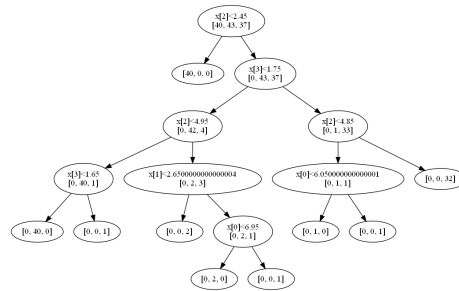 x[2]<2.45
[40, 43, 37]
[40, 0, 0]
x[3]<1.75
[0, 43, 37]
x[2]<4.95
[0, 42, 4]
x[2]<4.85
[0, 1, 33]
x[3]<1.65
[0, 40, 1]
x[1]<2.6500000000000004
[0, 2, 3]
x[0]<6.050000000000001
[0, 1, 1]
[0, 0, 32]
[0, 40, 0]
[0, 0, 1]
[0, 0, 2]
x[0]<6.95
[0, 2, 1]
[0, 1, 0]
[0, 0, 1]
[0, 2, 0]
[0, 0, 1]